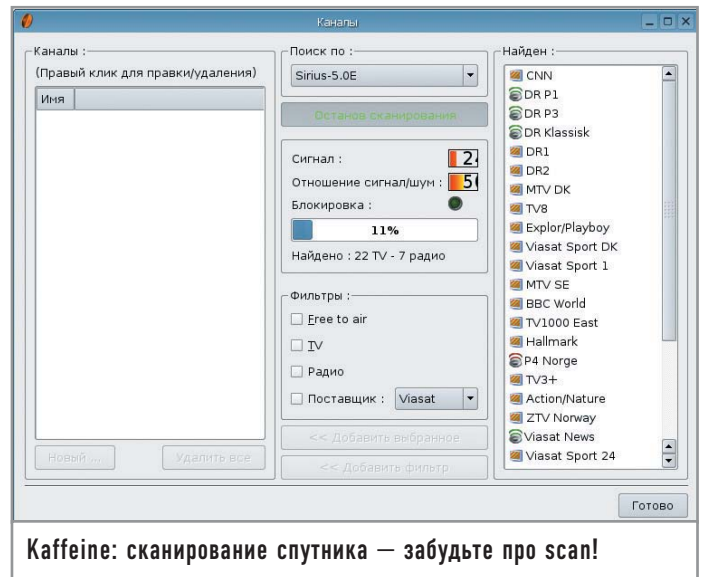 Каналы
Каналы :
(Правый клик для правки/удаления)
Имя
Новый ...
Удалить все
Поиск по :
Sirius-5.0E
Останов сканирования
Сигнал :
Отношение сигнал/шум :
Блокировка :
11%
Найдено : 22 TV - 7 радио
Фильтры :
Free to air
TV
Радио
Поставщик : Viasat
<< Добавить выбранное
<< Добавить фильтр
Найден :
CNN
DR P1
DR P3
DR Klassisk
DR1
DR2
MTV DK
TV8
Explor/Playboy
Viasat Sport DK
Viasat Sport 1
MTV SE
BBC World
TV1000 East
Hallmark
P4 Norge
TV3+
Action/Nature
ZTV Norway
Viasat News
Viasat Sport 24
Готово
Kaffeine: сканирование спутника — забудьте про scan!